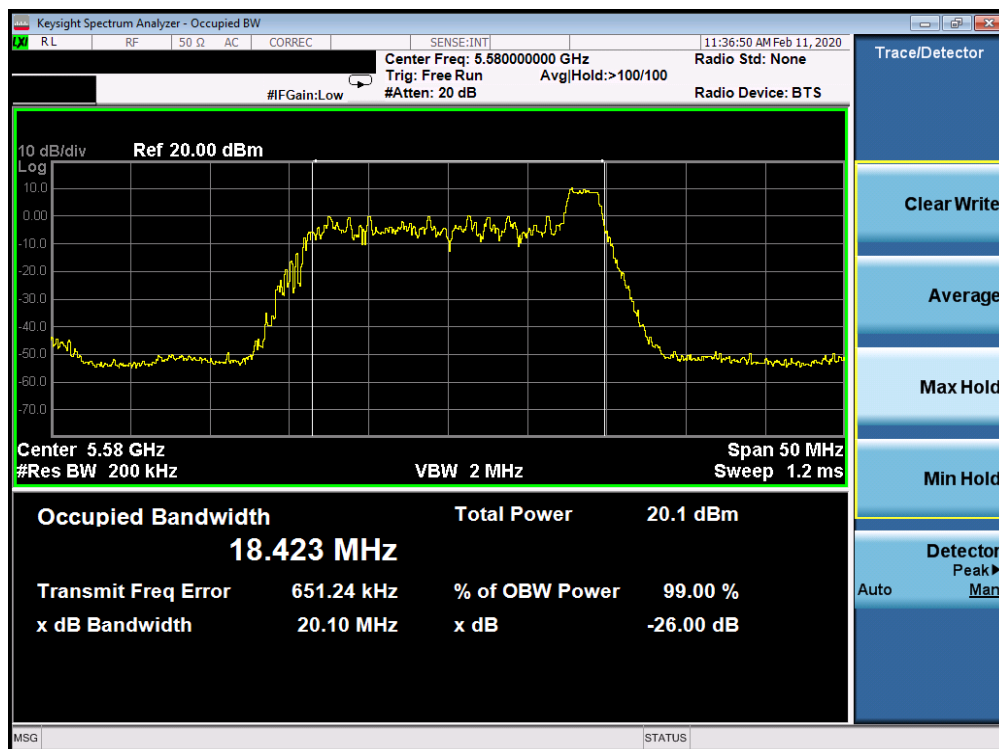 Keysight Spectrum Analyzer - Occupied BW
LXI RL RF 50 Ω AC CORREC SENSE:INT 11:36:50 AM Feb 11, 2020
Center Freq: 5.580000000 GHz Radio Std: None
Trig: Free Run Avg|Hold:>100/100
#IFGain:Low #Atten: 20 dB Radio Device: BTS
10 dB/div Ref 20.00 dBm
Log
10.0
0.00
-10.0
-20.0
-30.0
-40.0
-50.0
-60.0
-70.0
Center 5.58 GHz Span 50 MHz
#Res BW 200 kHz VBW 2 MHz Sweep 1.2 ms
Occupied Bandwidth Total Power 20.1 dBm
18.423 MHz
Transmit Freq Error 651.24 kHz % of OBW Power 99.00 %
x dB Bandwidth 20.10 MHz x dB -26.00 dB
MSG STATUS
Trace/Detector
Clear Write
Average
Max Hold
Min Hold
Detector
Peak▶
Auto Man